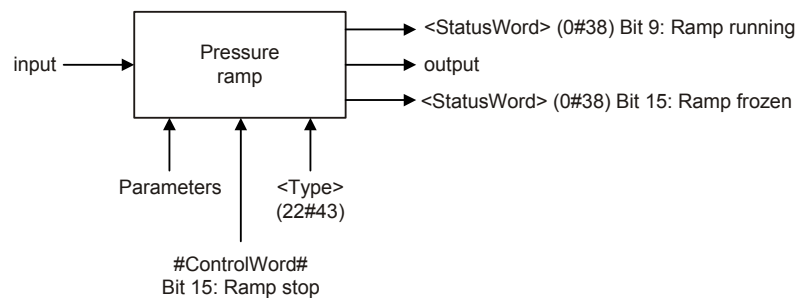 <StatusWord> (0#38) Bit 9: Ramp running
input
Pressure
ramp
output
<StatusWord> (0#38) Bit 15: Ramp frozen
Parameters
<Type>
(22#43)
#ControlWord#
Bit 15: Ramp stop